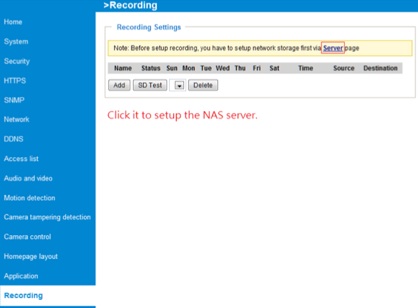 >Recording
Home
System
Security
HTTPS
SNMP
Network
DDNS
Access list
Audio and video
Motion detection
Camera tampering detection
Camera control
Homepage layout
Application
Recording
Recording Settings
Note: Before setup recording, you have to setup network storage first via Server page
Name Status Sun Mon Tue Wed Thu Fri Sat Time Source Destination
Add SD Test Delete
Click it to setup the NAS server.